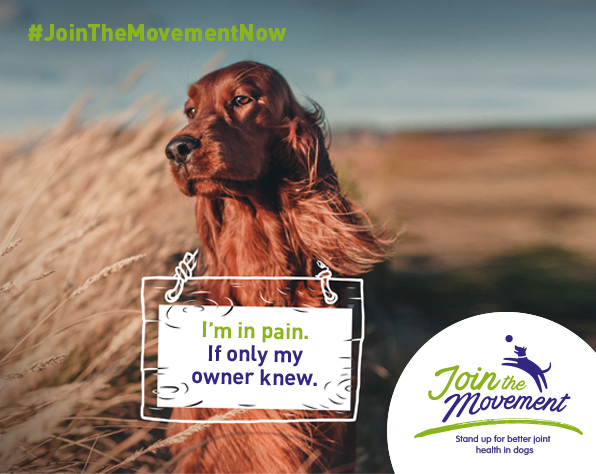 #JoinTheMovementNow
I'm in pain.
If only my
owner knew.
Join the
Movement
Stand up for better joint
health in dogs